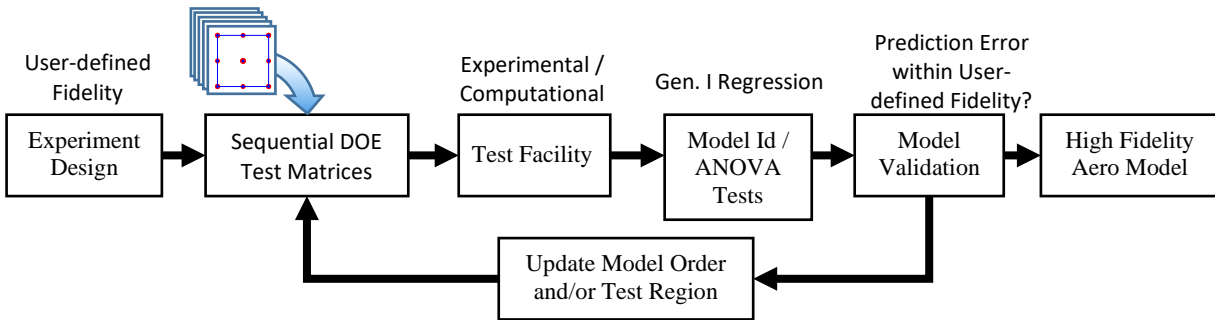 User-defined
Fidelity
Experiment
Design
Sequential DOE
Test Matrices
Experimental /
Computational
Test Facility
Gen. I Regression
Model Id /
ANOVA
Tests
Prediction Error
within User-
defined Fidelity?
Model
Validation
High Fidelity
Aero Model
Update Model Order
and/or Test Region